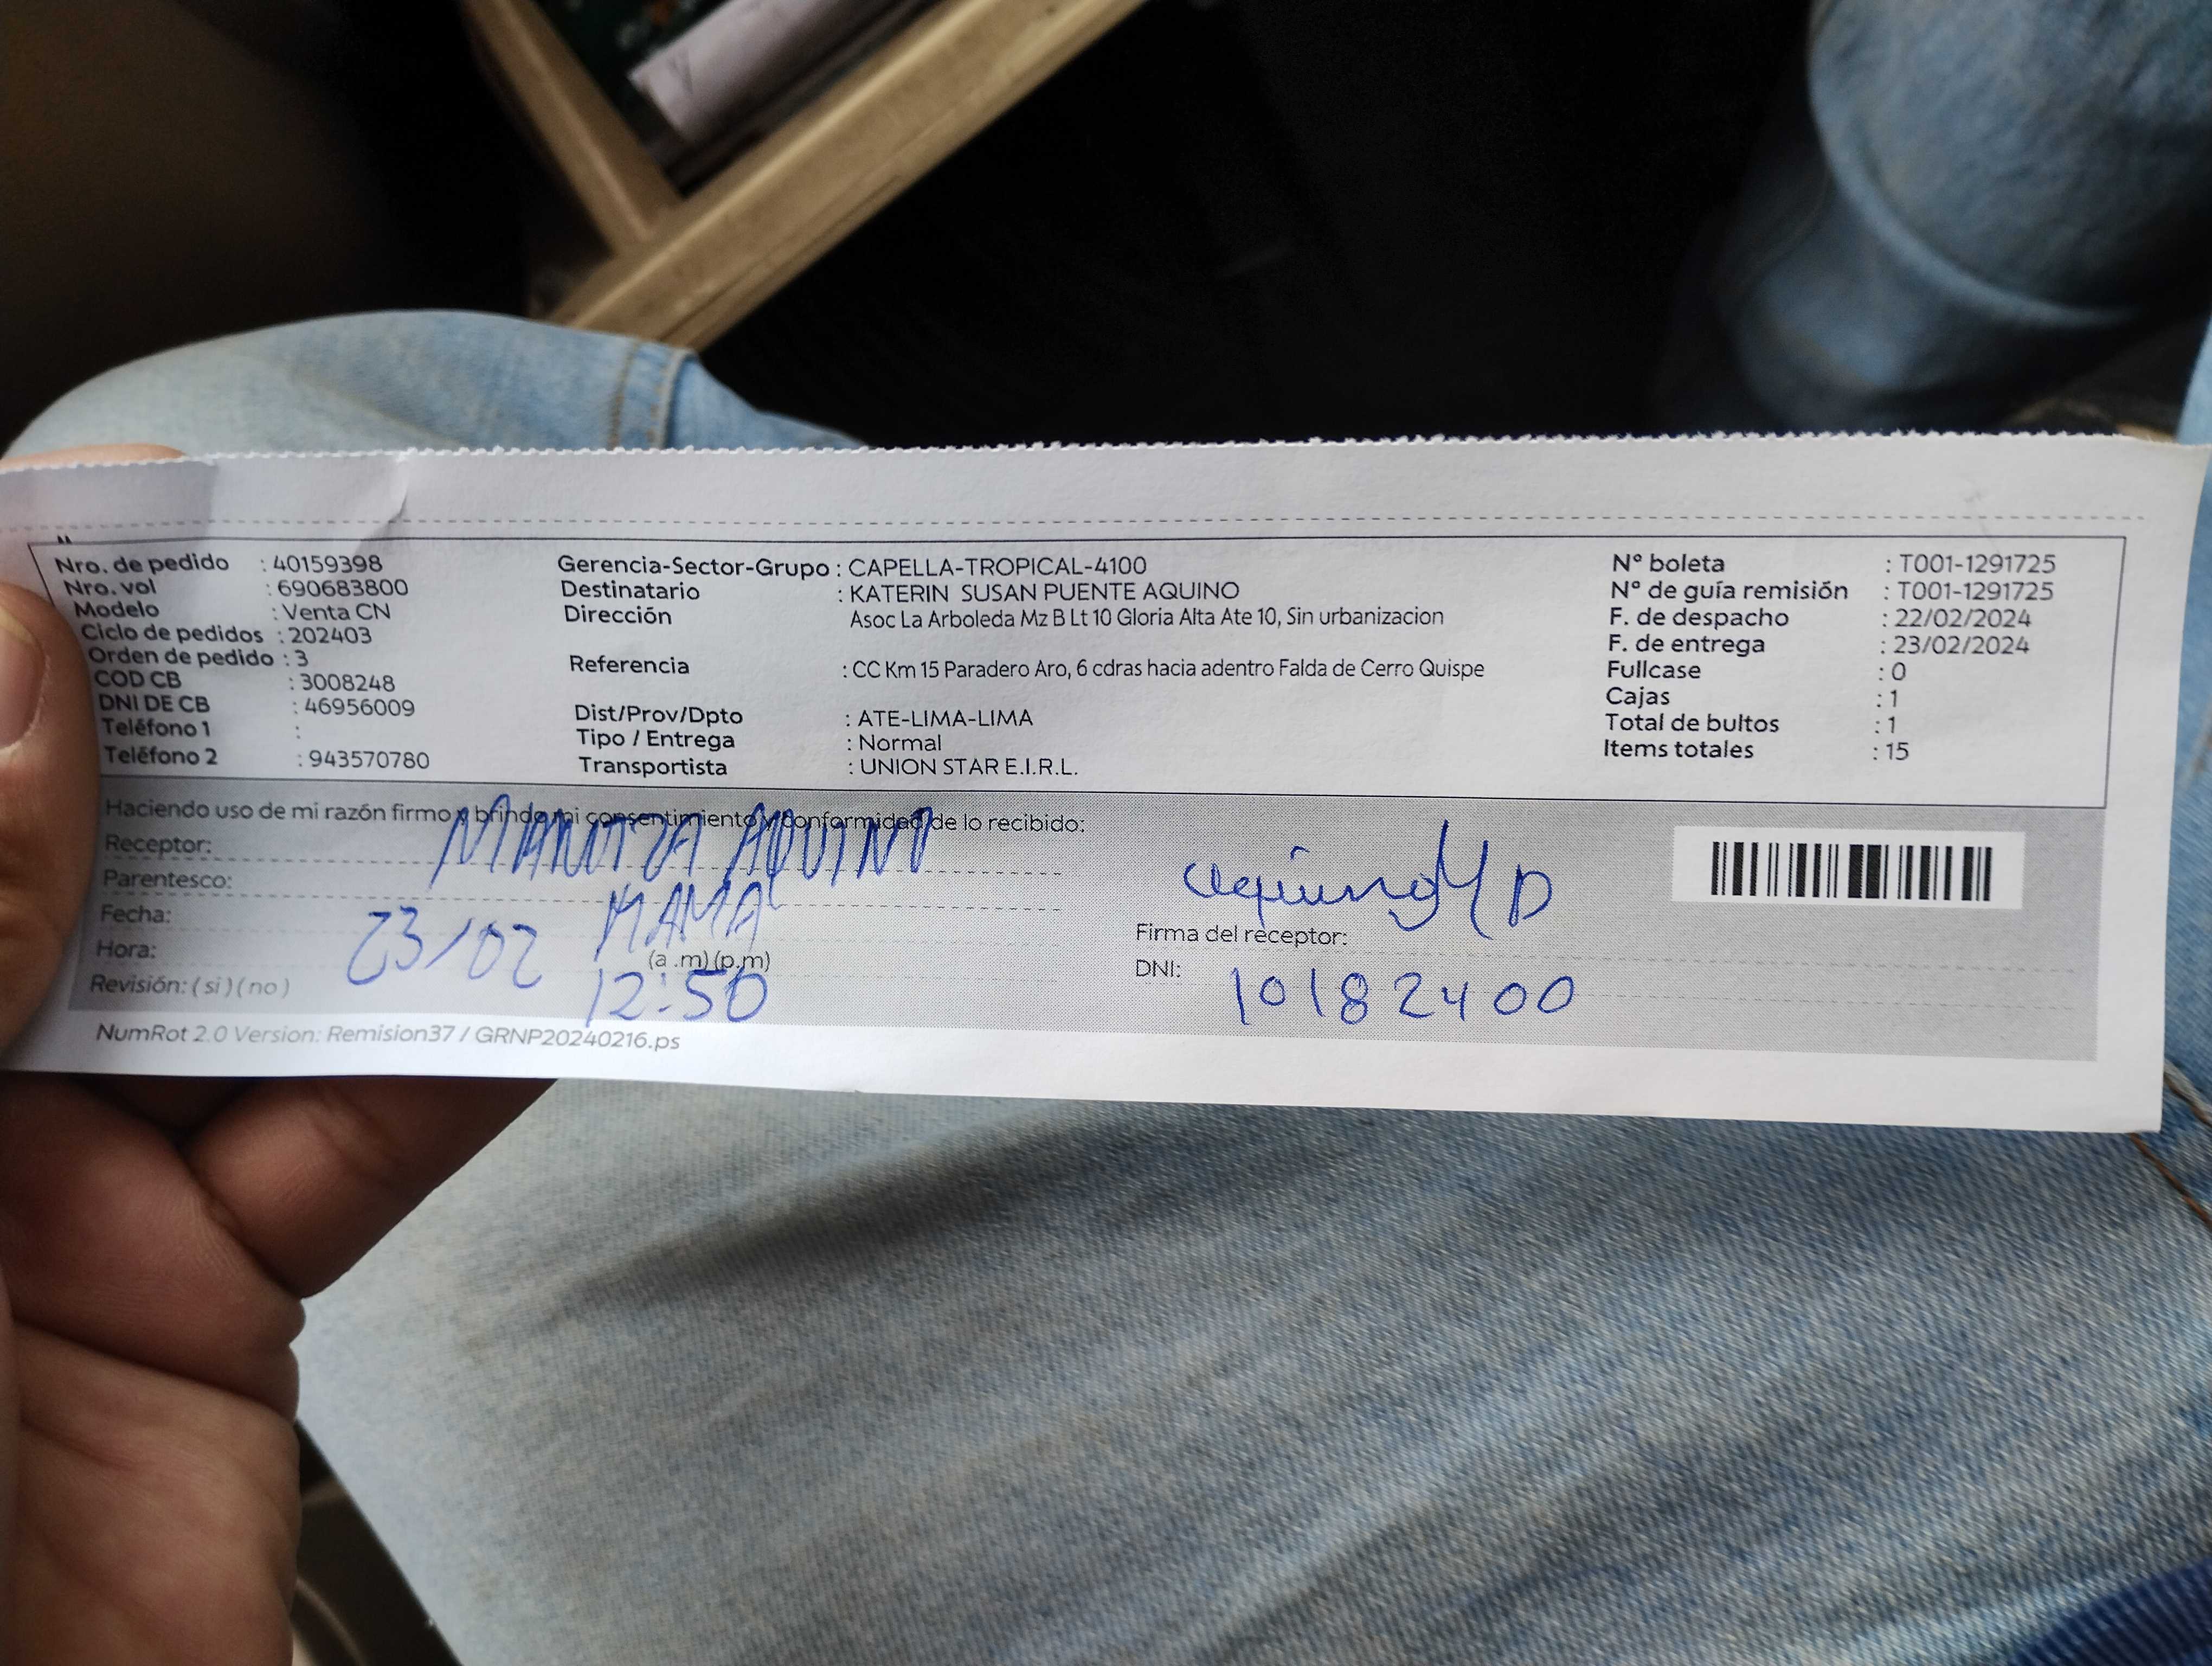 Nro. de pedido : 40159398
Nro. vol : 690683800
Modelo : Venta CN
Ciclo de pedidos : 202403
Orden de pedido : 3
COD CB : 3008248
DNI DE CB : 46956009
Teléfono 1 :
Teléfono 2 : 943570780
Gerencia-Sector-Grupo : CAPELLA-TROPICAL-4100
Destinatario : KATERIN SUSAN PUENTE AQUINO
Dirección Asoc La Arboleda Mz B Lt 10 Gloria Alta Ate 10, Sin urbanizacion
Referencia : CC Km 15 Paradero Aro, 6 cdras hacia adentro Falda de Cerro Quispe
Dist/Prov/Dpto : ATE-LIMA-LIMA
Tipo / Entrega : Normal
Transportista : UNION STAR E.I.R.L.
Nº boleta : T001-1291725
Nº de guía remisión : T001-1291725
F. de despacho : 22/02/2024
F. de entrega : 23/02/2024
Fullcase : 0
Cajas : 1
Total de bultos : 1
Items totales : 15
Haciendo uso de mi razón firmo y brindo mi consentimiento y conformidad de lo recibido:
Receptor: AQUINO
Parentesco: MAMA
Fecha: 23/02
Hora: (a.m) (p.m) 12:50
Revisión: ( si ) ( no )
Firma del receptor:
DNI: 10182400
NumRot 2.0 Version: Remision37 / GRNP20240216.ps